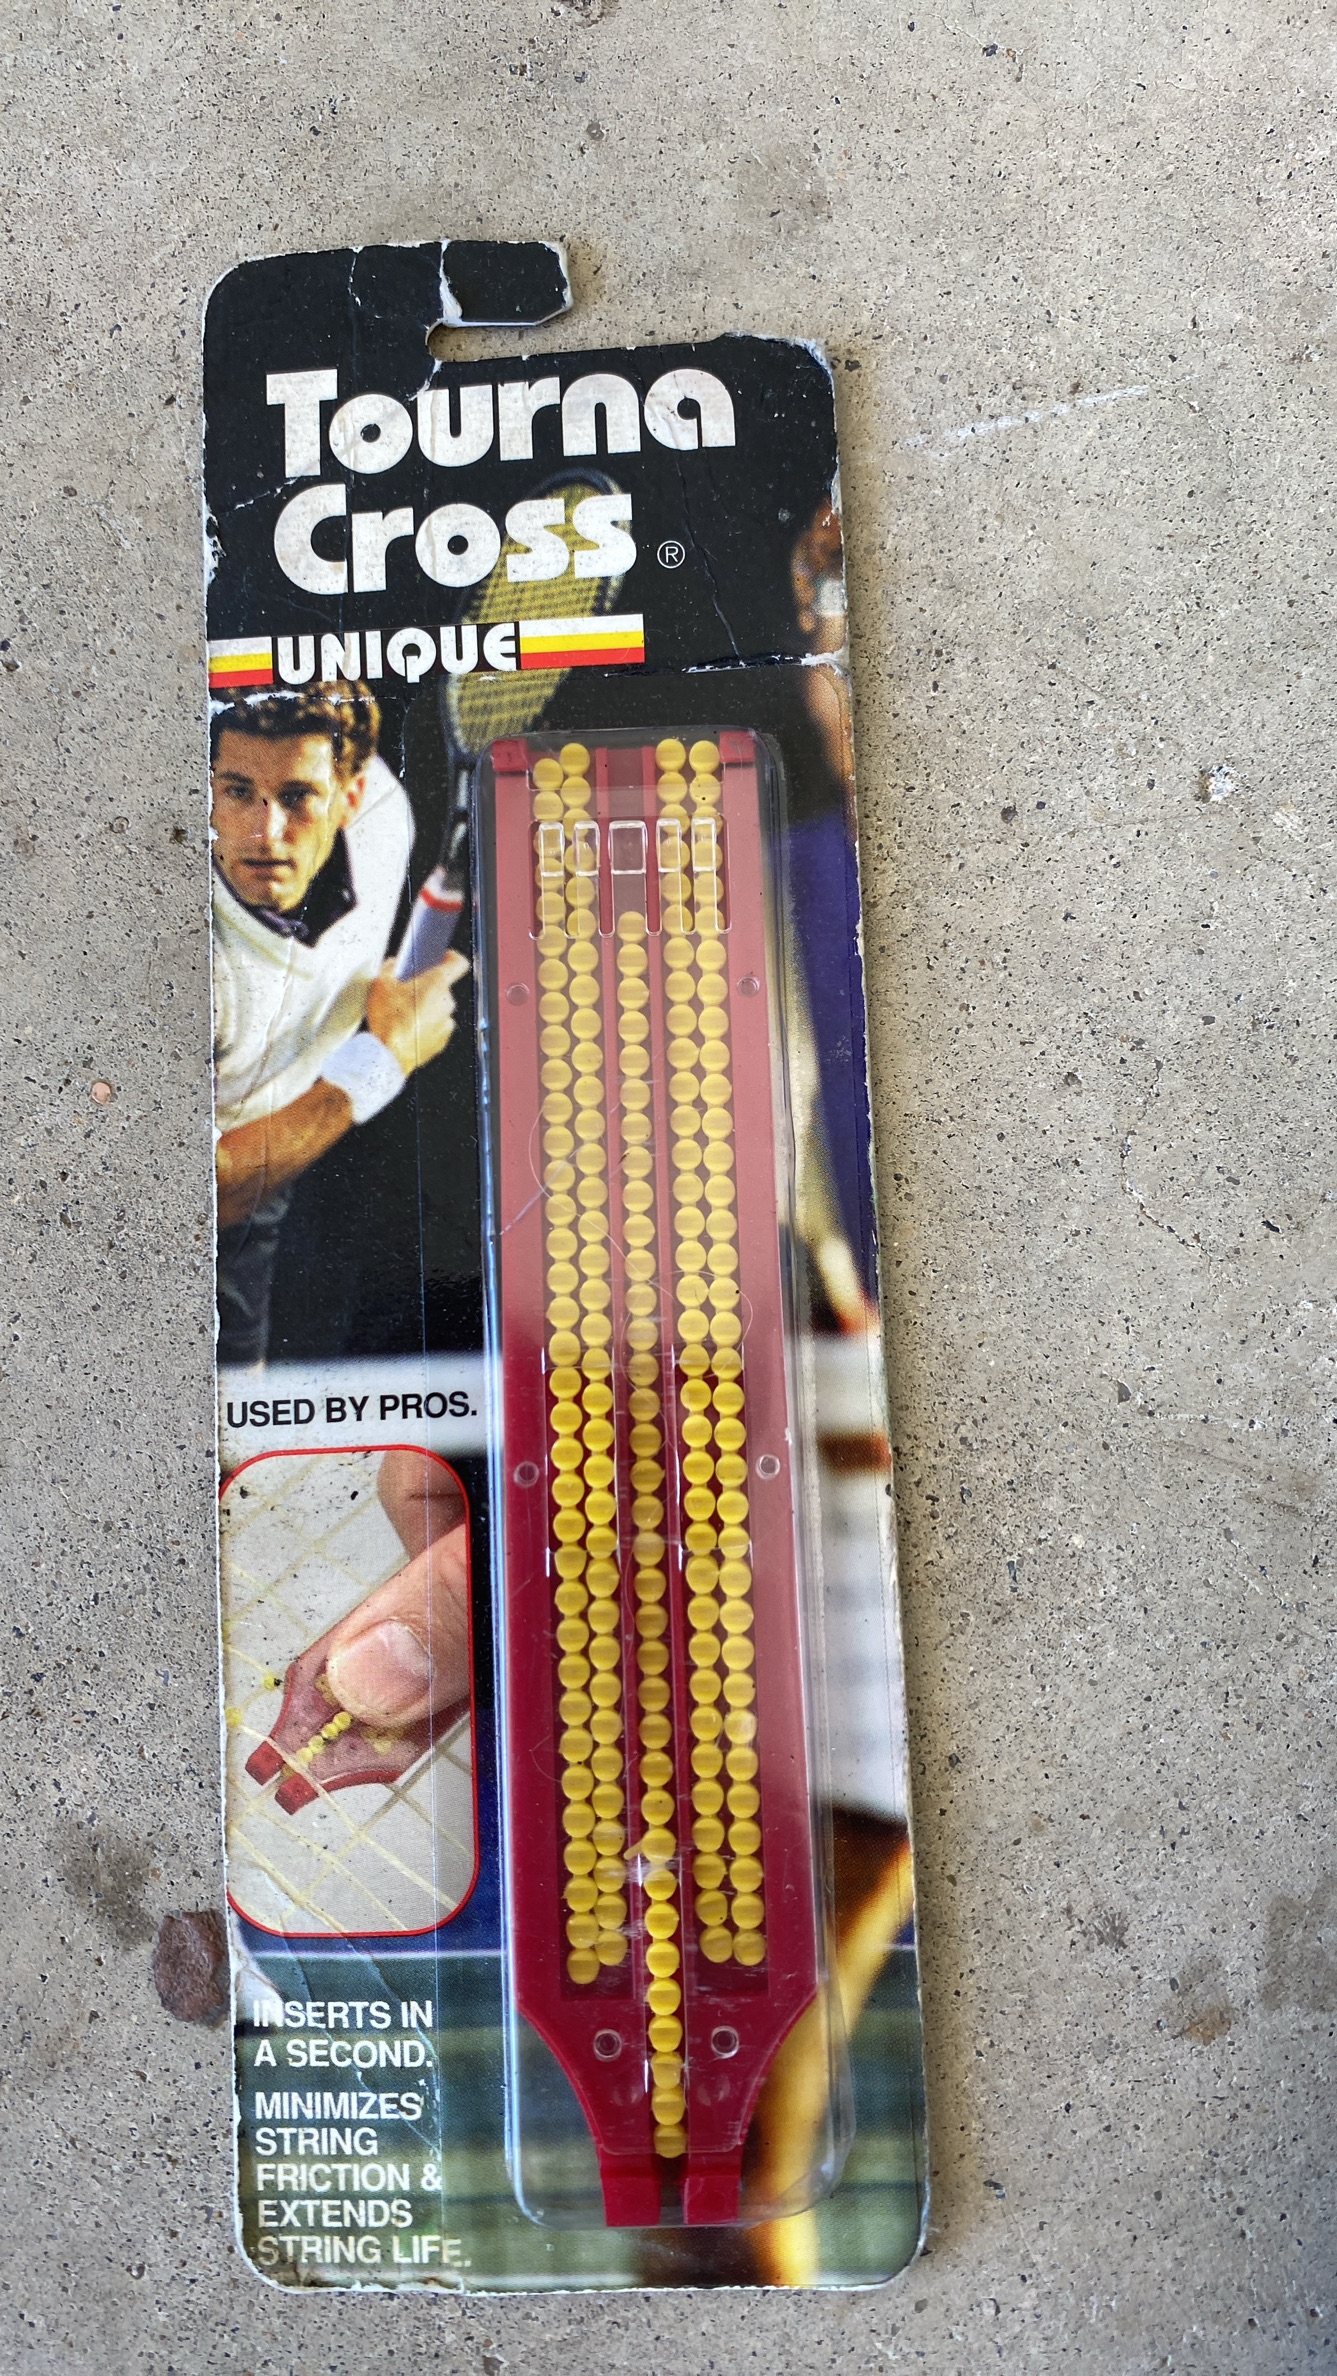 Tourna
Cross ®
UNIQUE
USED BY PROS.
INSERTS IN
A SECOND.
MINIMIZES
STRING
FRICTION &
EXTENDS
STRING LIFE.